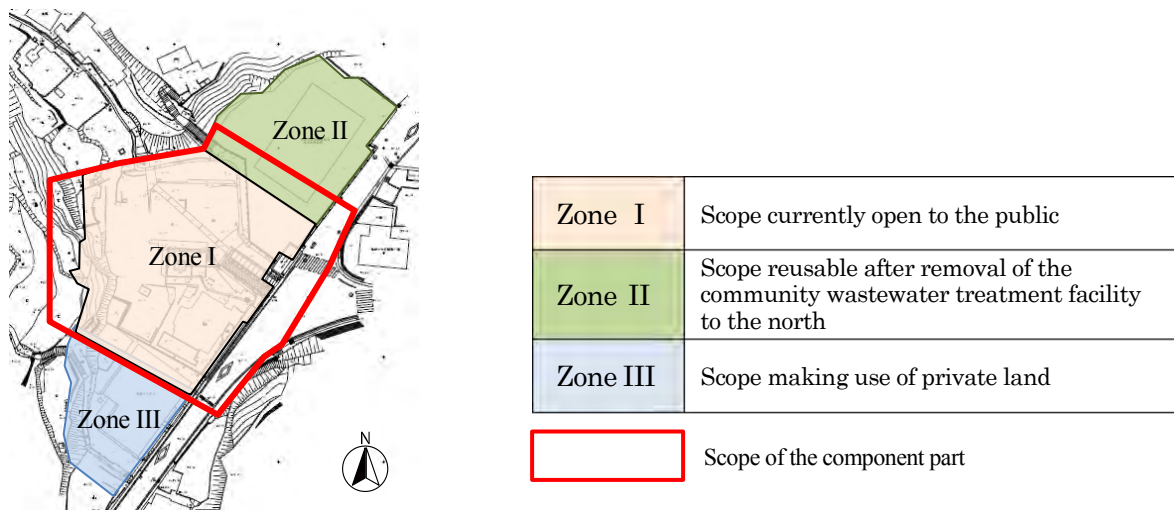 Zone II
Zone I
Zone III
N
Zone I
Scope currently open to the public
Zone II
Scope reusable after removal of the
community wastewater treatment facility
to the north
Zone III
Scope making use of private land
Scope of the component part